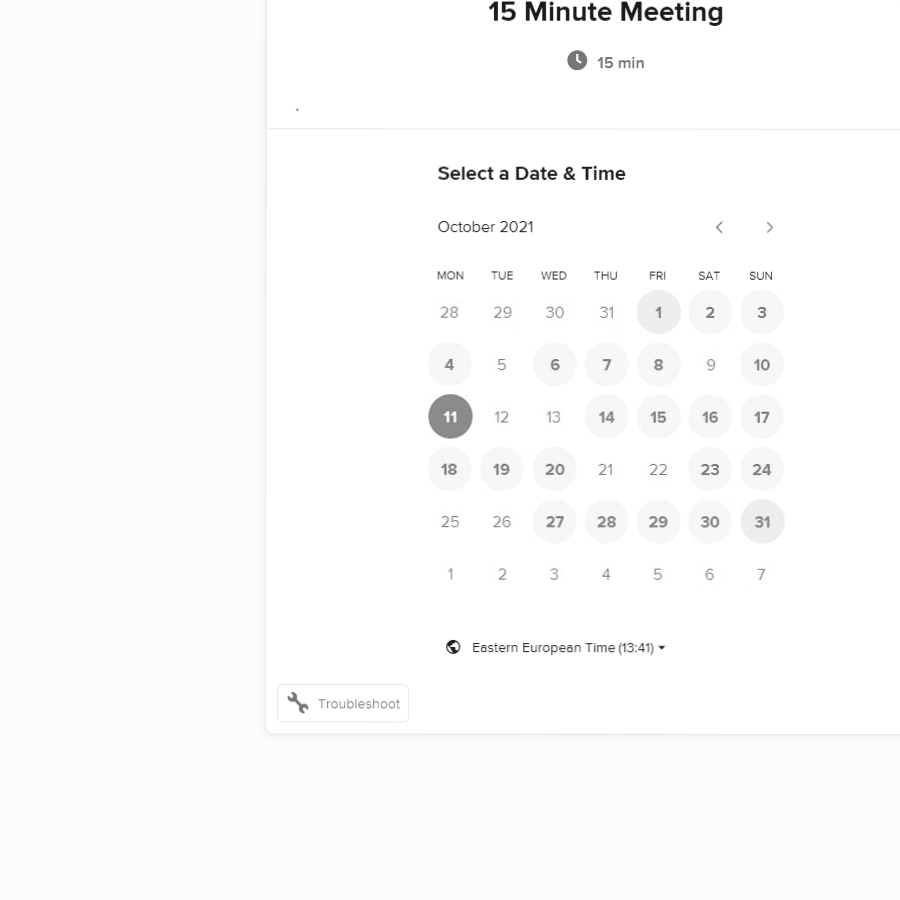 15 Minute Meeting
15 min
.
Select a Date & Time
October 2021
MON TUE WED THU FRI SAT SUN
28 29 30 31 1 2 3
4 5 6 7 8 9 10
11 12 13 14 15 16 17
18 19 20 21 22 23 24
25 26 27 28 29 30 31
1 2 3 4 5 6 7
Eastern European Time (13:41)
Troubleshoot